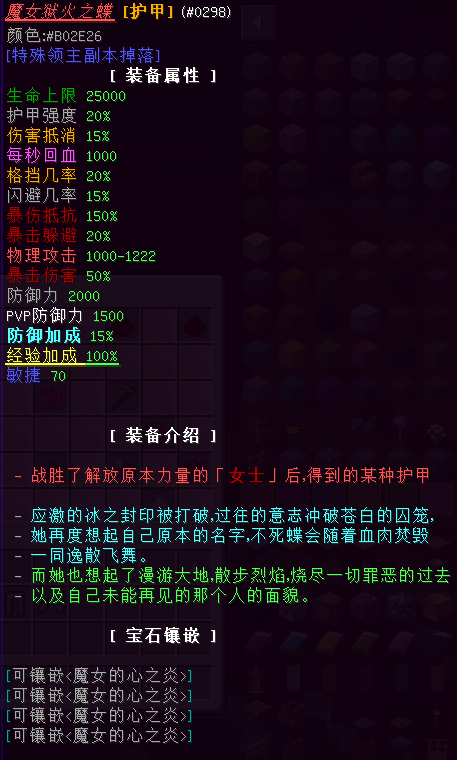 魔女狱火之蝶 [护甲] (#0298)
颜色:#B02E26
[特殊领主副本掉落]
[ 装备属性 ]
生命上限 25000
护甲强度 20%
伤害抵消 15%
每秒回血 1000
格挡几率 20%
闪避几率 15%
暴伤抵抗 150%
暴击躲避 20%
物理攻击 1000-1222
暴击伤害 50%
防御力 2000
PVP防御力 1500
防御加成 15%
经验加成 100%
敏捷 70
[ 装备介绍 ]
- 战胜了解放原本力量的「女士」后,得到的某种护甲
- 应激的冰之封印被打破,过往的意志冲破苍白的囚笼,
- 她再度想起自己原本的名字,不死蝶会随着血肉焚毁
- 一同逸散飞舞。
- 而她也想起了漫游大地,散步烈焰,烧尽一切罪恶的过去
- 以及自己未能再见的那个人的面貌。
[ 宝石镶嵌 ]
[可镶嵌<魔女的心之炎>]
[可镶嵌<魔女的心之炎>]
[可镶嵌<魔女的心之炎>]
[可镶嵌<魔女的心之炎>]